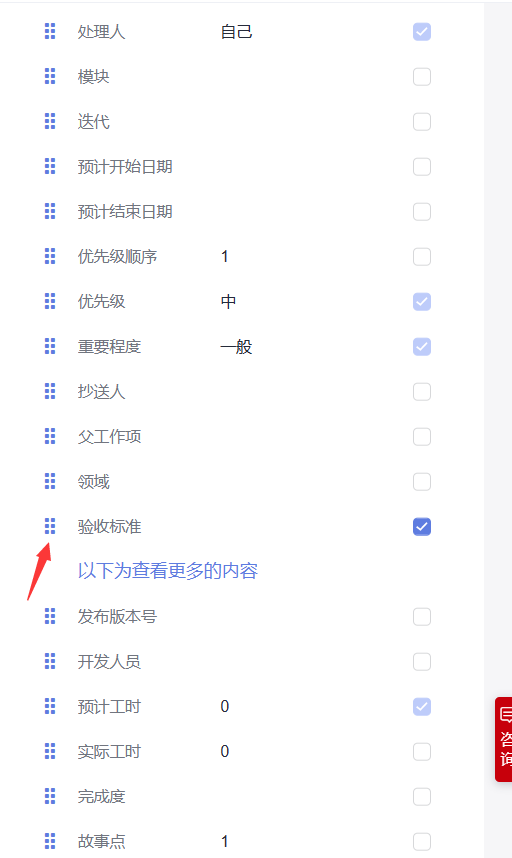 处理人 自己
模块
迭代
预计开始日期
预计结束日期
优先级顺序 1
优先级 中
重要程度 一般
抄送人
父工作项
领域
验收标准
以下为查看更多的内容
发布版本号
开发人员
预计工时 0
实际工时 0
完成度
故事点 1
咨
询